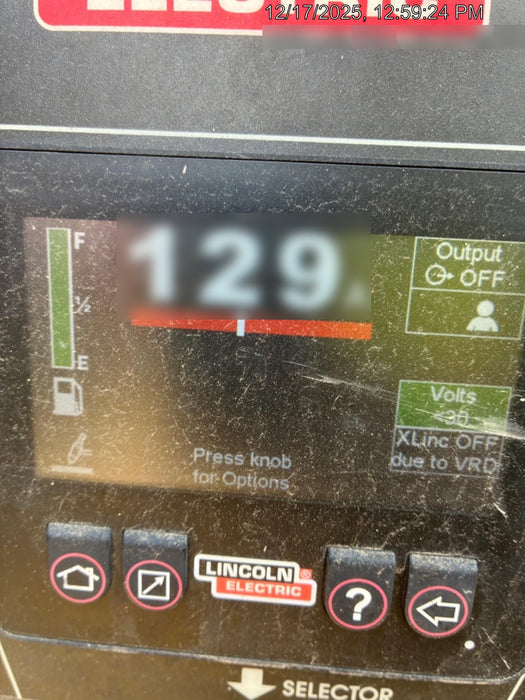 12/17/2025, 12:59:24 PM
F
129
Output
OFF
½
E
Volts
XLinc OFF
due to VRD
Press knob
for Options
LINCOLN®
ELECTRIC
?
SELECTOR